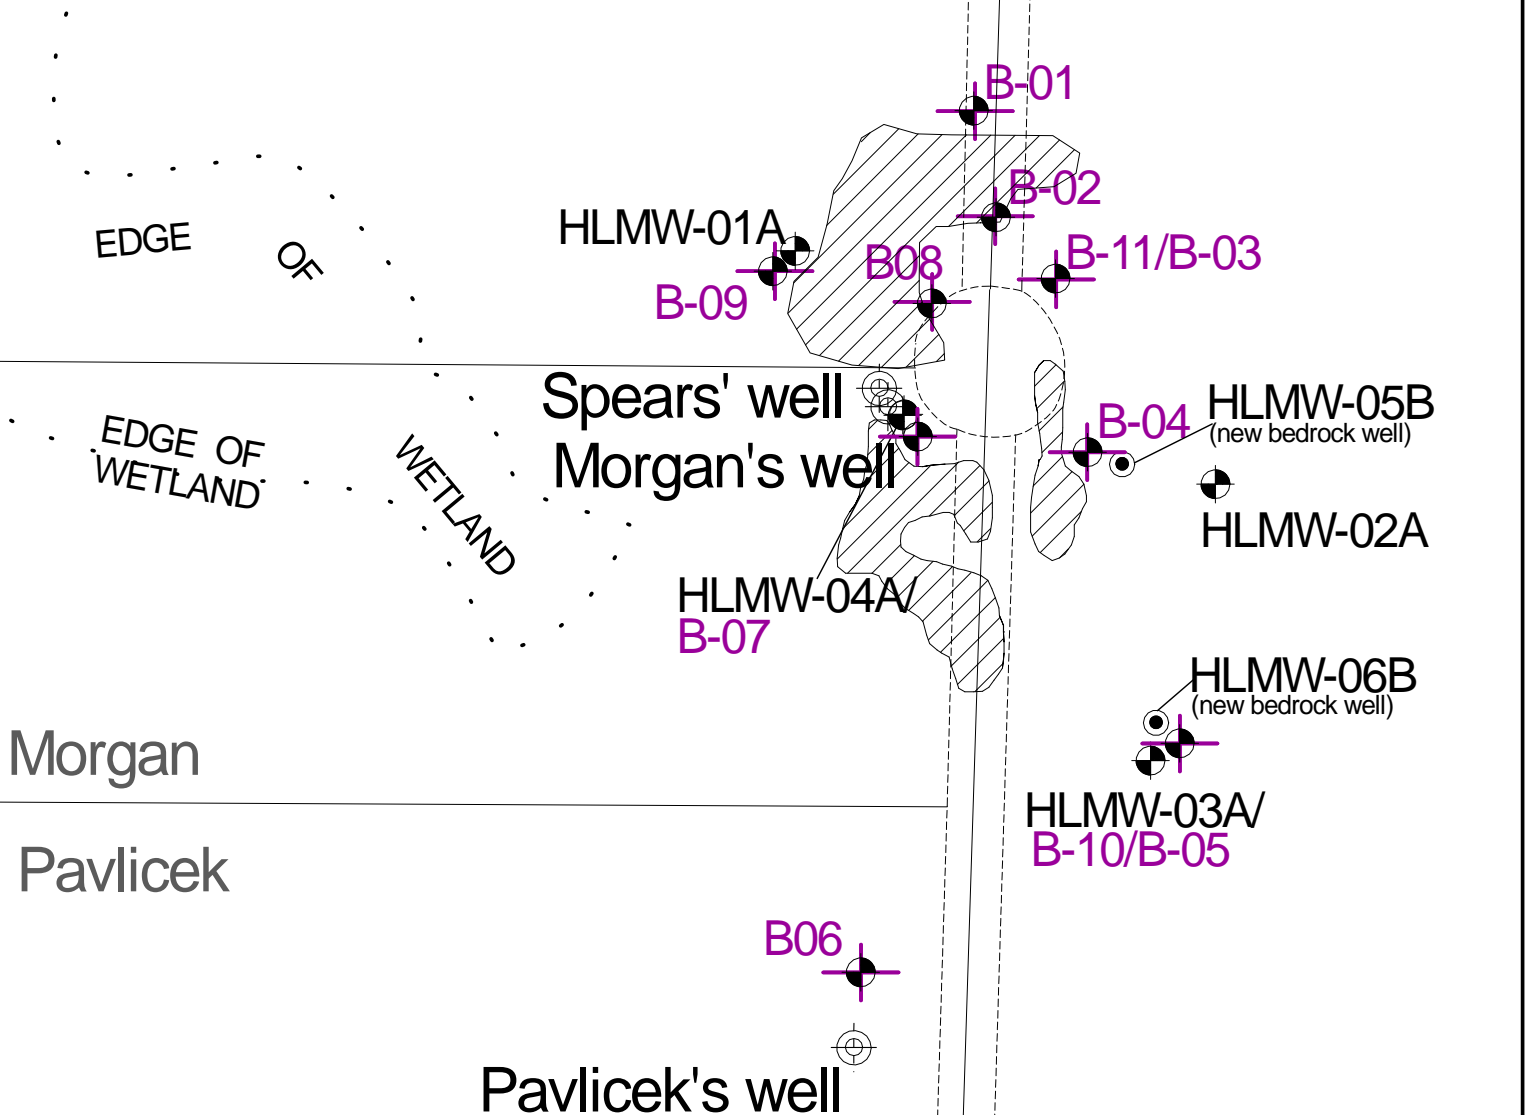 B-01
B-02
HLMW-01A
B-11/B-03
B08
B-09
EDGE
OF
WETLAND
Spears' well
HLMW-05B
(new bedrock well)
B-04
EDGE OF
WETLAND
Morgan's well
HLMW-02A
HLMW-04A/
B-07
HLMW-06B
(new bedrock well)
Morgan
HLMW-03A/
B-10/B-05
Pavlicek
B06
Pavlicek's well